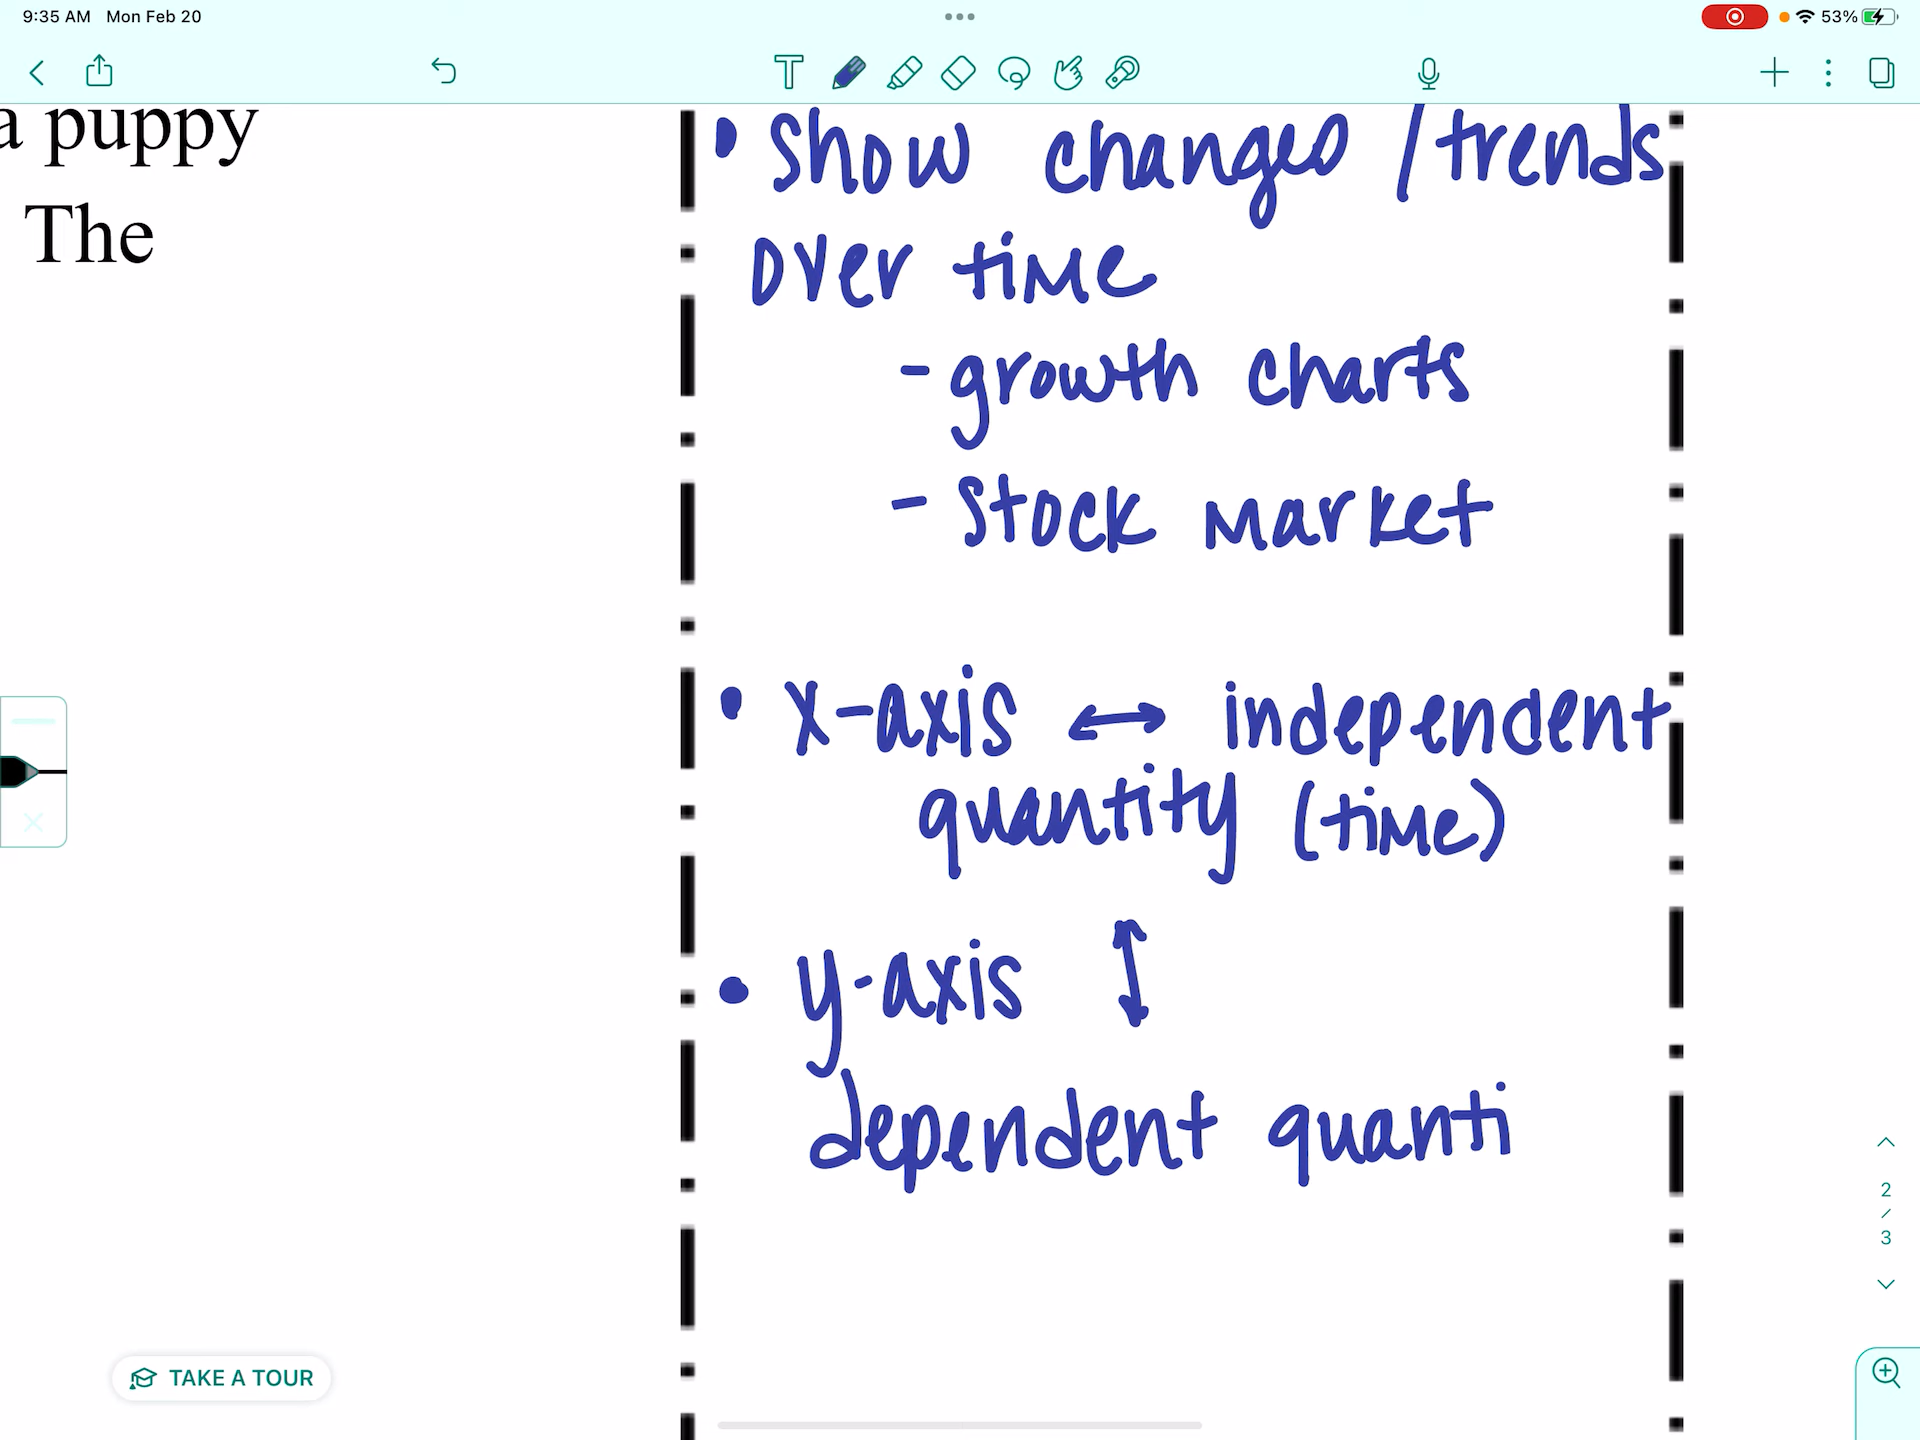 9:35 AM Mon Feb 20
53%
T
a puppy
The
• show changes / trends
over time
- growth charts
- stock market
• x-axis ↔ independent
quantity (time)
• y-axis ↕
dependent quanti
2
/
3
TAKE A TOUR